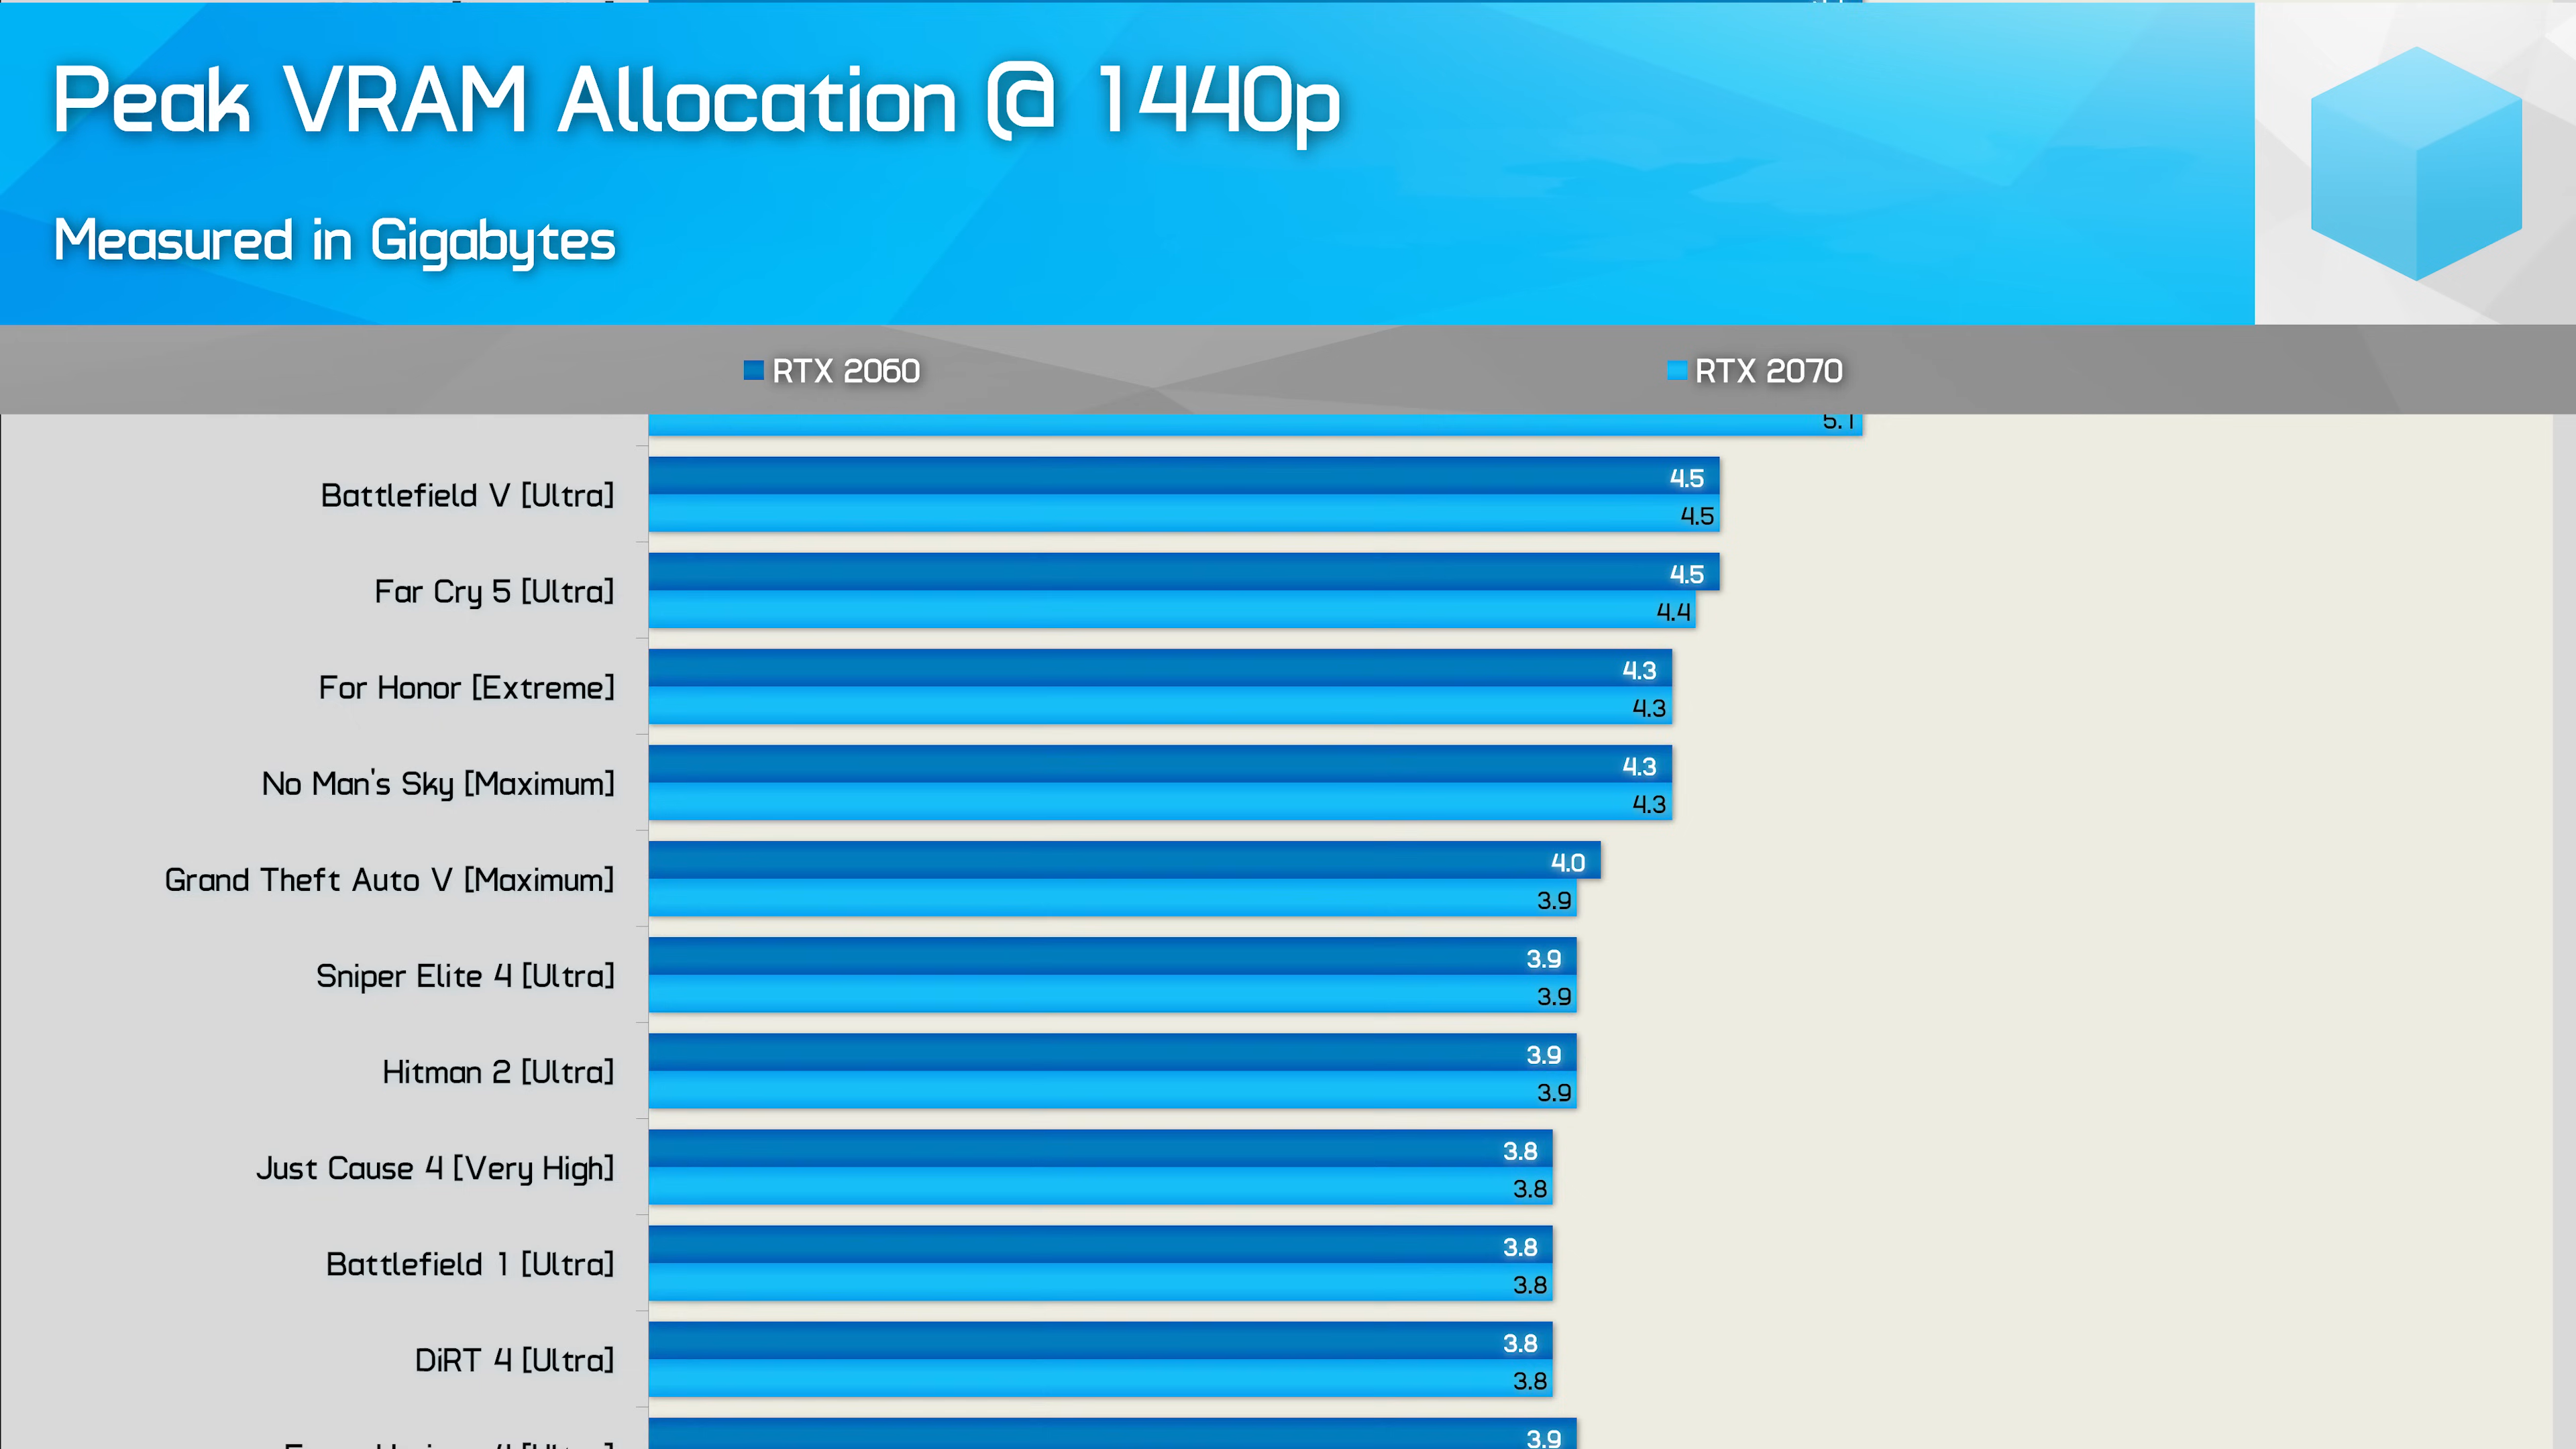 Peak VRAM Allocation @ 1440p
Measured in Gigabytes
RTX 2060 RTX 2070
5.1
Battlefield V [Ultra] 4.5
4.5
Far Cry 5 [Ultra] 4.5
4.4
For Honor [Extreme] 4.3
4.3
No Man's Sky [Maximum] 4.3
4.3
Grand Theft Auto V [Maximum] 4.0
3.9
Sniper Elite 4 [Ultra] 3.9
3.9
Hitman 2 [Ultra] 3.9
3.9
Just Cause 4 [Very High] 3.8
3.8
Battlefield 1 [Ultra] 3.8
3.8
DiRT 4 [Ultra] 3.8
3.8
3.9